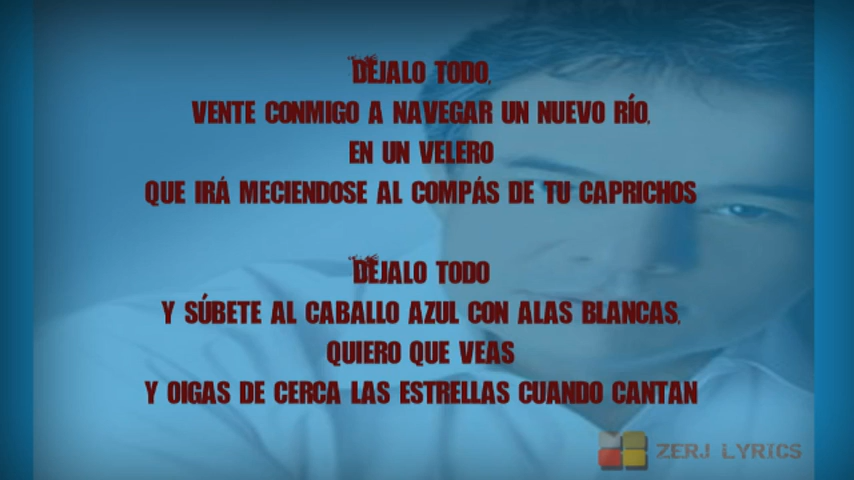 DÉJALO TODO,
VENTE CONMIGO A NAVEGAR UN NUEVO RÍO,
EN UN VELERO
QUE IRÁ MECIENDOSE AL COMPÁS DE TU CAPRICHOS
DÉJALO TODO
Y SÚBETE AL CABALLO AZUL CON ALAS BLANCAS,
QUIERO QUE VEAS
Y OIGAS DE CERCA LAS ESTRELLAS CUANDO CANTAN
ZERJ LYRICS